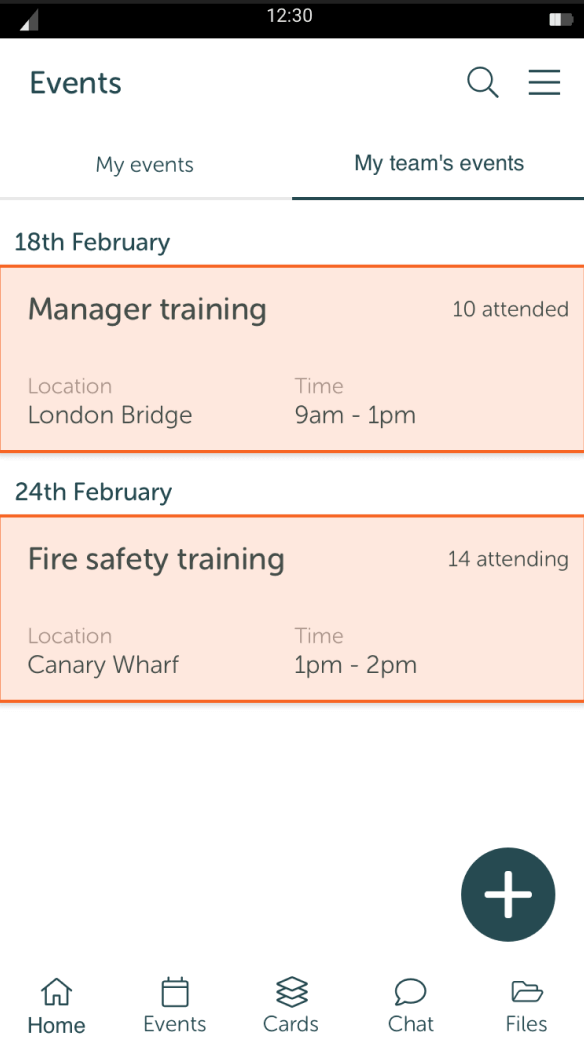 12:30
Events
My events My team's events
18th February
Manager training 10 attended
Location Time
London Bridge 9am - 1pm
24th February
Fire safety training 14 attending
Location Time
Canary Wharf 1pm - 2pm
Home Events Cards Chat Files